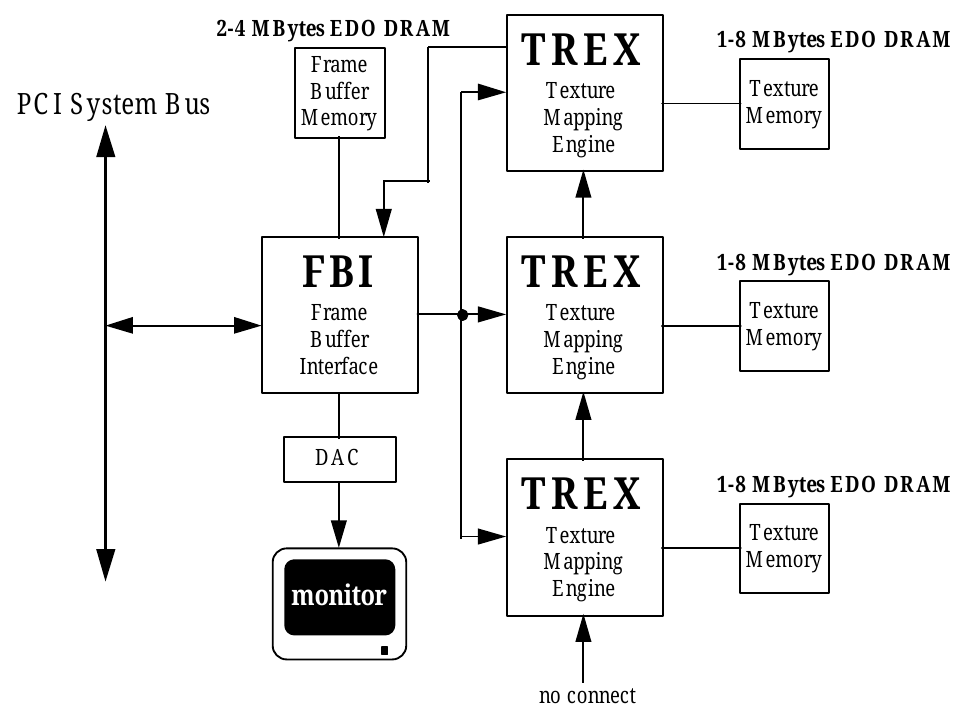 2-4 MBytes EDO DRAM
Frame
Buffer
Memory
PCI System Bus
TREX
Texture
Mapping
Engine
1-8 MBytes EDO DRAM
Texture
Memory
FBI
Frame
Buffer
Interface
TREX
Texture
Mapping
Engine
1-8 MBytes EDO DRAM
Texture
Memory
DAC
monitor
TREX
Texture
Mapping
Engine
1-8 MBytes EDO DRAM
Texture
Memory
no connect